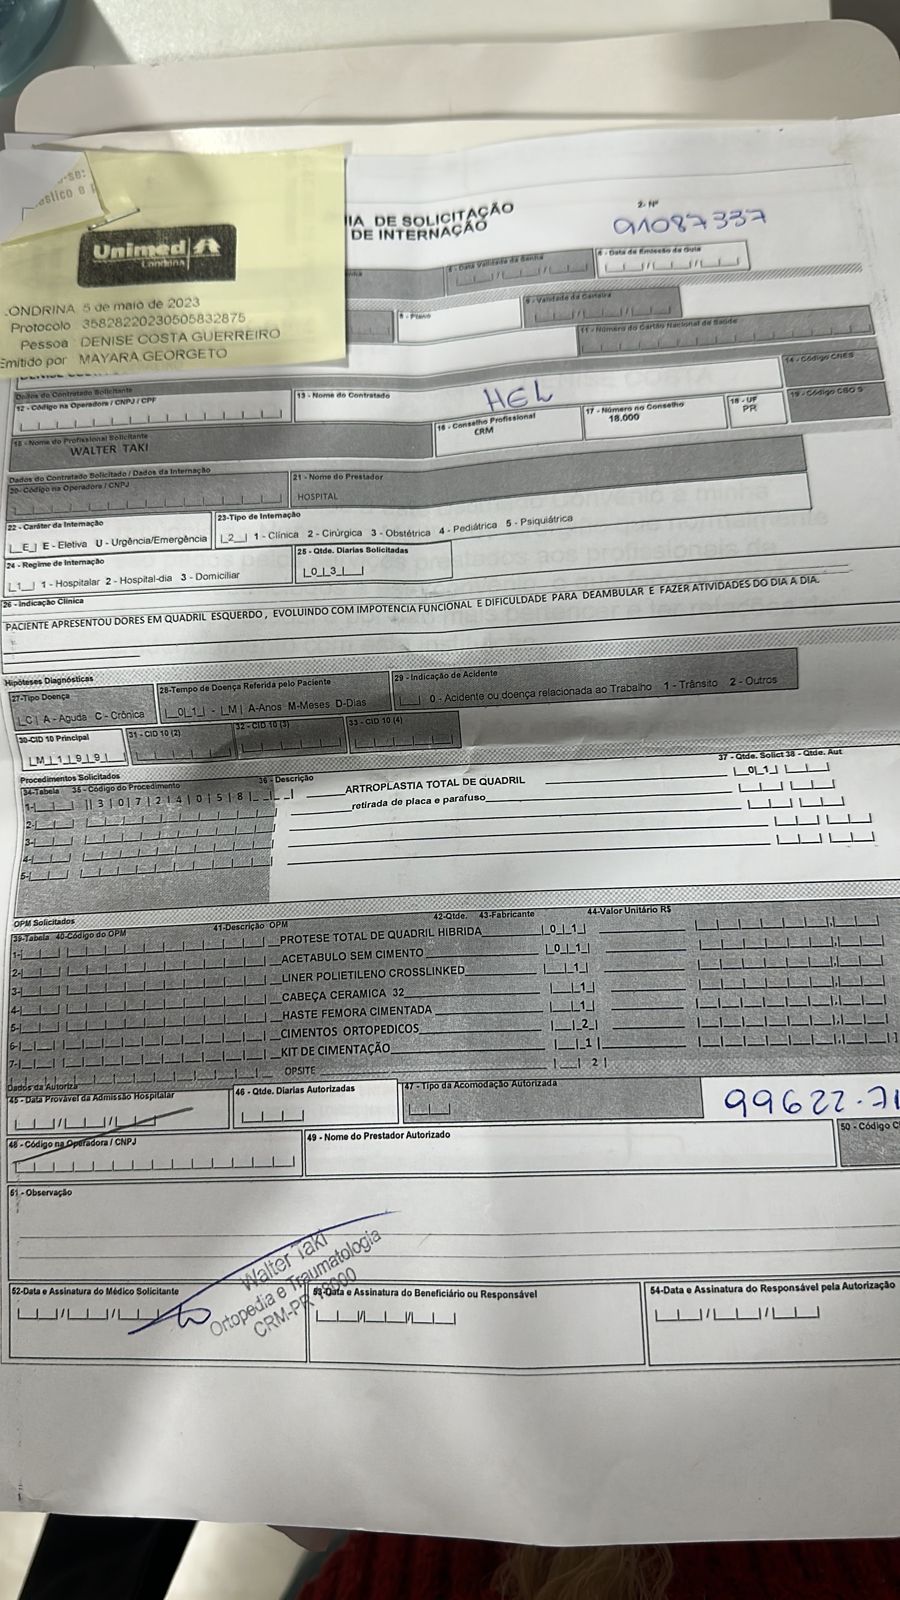 -se:
astico e
Unimed
Londrina
LONDRINA 5 de maio de 2023
Protocolo 35828220230505832875
Pessoa DENISE COSTA GUERREIRO
Emitido por MAYARA GEORGETO
IA DE SOLICITAÇÃO
DE INTERNAÇÃO
2- Nº
91087337
5 - Data Validade da Senha
6 - Data de Emissão da Guia
8 - Plano
9 - Validade da Carteira
11 - Número do Cartão Nacional de Saúde
Dados do Contratado Solicitante
12 - Código na Operadora / CNPJ / CPF
13 - Nome do Contratado
HEL
14 - Código CNES
15 - Nome do Profissional Solicitante
WALTER TAKI
16 - Conselho Profissional
CRM
17 - Número no Conselho
18.000
18 - UF
PR
19 - Código CBO S
Dados do Contratado Solicitado / Dados da Internação
20- Código na Operadora / CNPJ
21 - Nome do Prestador
HOSPITAL
22 - Caráter da Internação
E E - Eletiva U - Urgência/Emergência
23-Tipo de Internação
2 1 - Clínica 2 - Cirúrgica 3 - Obstétrica 4 - Pediátrica 5 - Psiquiátrica
24 - Regime de Internação
1 1 - Hospitalar 2 - Hospital-dia 3 - Domiciliar
25 - Qtde. Diarias Solicitadas
0 3
26 - Indicação Clínica
PACIENTE APRESENTOU DORES EM QUADRIL ESQUERDO , EVOLUINDO COM IMPOTENCIA FUNCIONAL E DIFICULDADE PARA DEAMBULAR E FAZER ATIVIDADES DO DIA A DIA.
Hipóteses Diagnósticas
27-Tipo Doença
C A - Aguda C - Crônica
28-Tempo de Doença Referida pelo Paciente
0 1 - M A-Anos M-Meses D-Dias
29 - Indicação de Acidente
0 - Acidente ou doença relacionada ao Trabalho 1 - Trânsito 2 - Outros
30-CID 10 Principal
M 1 9 9
31 - CID 10 (2)
32 - CID 10 (3)
33 - CID 10 (4)
Procedimentos Solicitados
34-Tabela 35 - Código do Procedimento 36 - Descrição 37 - Qtde. Solict 38 - Qtde. Aut
1- 3 0 7 2 4 0 5 8 ARTROPLASTIA TOTAL DE QUADRIL 0 1
2- retirada de placa e parafuso
3-
4-
5-
OPM Solicitados
39-Tabela 40-Código do OPM 41-Descrição OPM 42-Qtde. 43-Fabricante 44-Valor Unitário R$
1- PROTESE TOTAL DE QUADRIL HIBRIDA 0 1
2- ACETABULO SEM CIMENTO 0 1
3- LINER POLIETILENO CROSSLINKED 1
4- CABEÇA CERAMICA 32 1
5- HASTE FEMORA CIMENTADA 1
6- CIMENTOS ORTOPEDICOS 2
7- KIT DE CIMENTAÇÃO 1
OPSITE 2
Dados da Autoriza
45 - Data Provável da Admissão Hospitalar
46 - Qtde. Diarias Autorizadas
47 - Tipo da Acomodação Autorizada
99622-71
48 - Código na Operadora / CNPJ
49 - Nome do Prestador Autorizado
50 - Código C
51 - Observação
Walter Taki
Ortopedia e Traumatologia
CRM-PR 18000
52-Data e Assinatura do Médico Solicitante
53-Data e Assinatura do Beneficiário ou Responsável
54-Data e Assinatura do Responsável pela Autorização